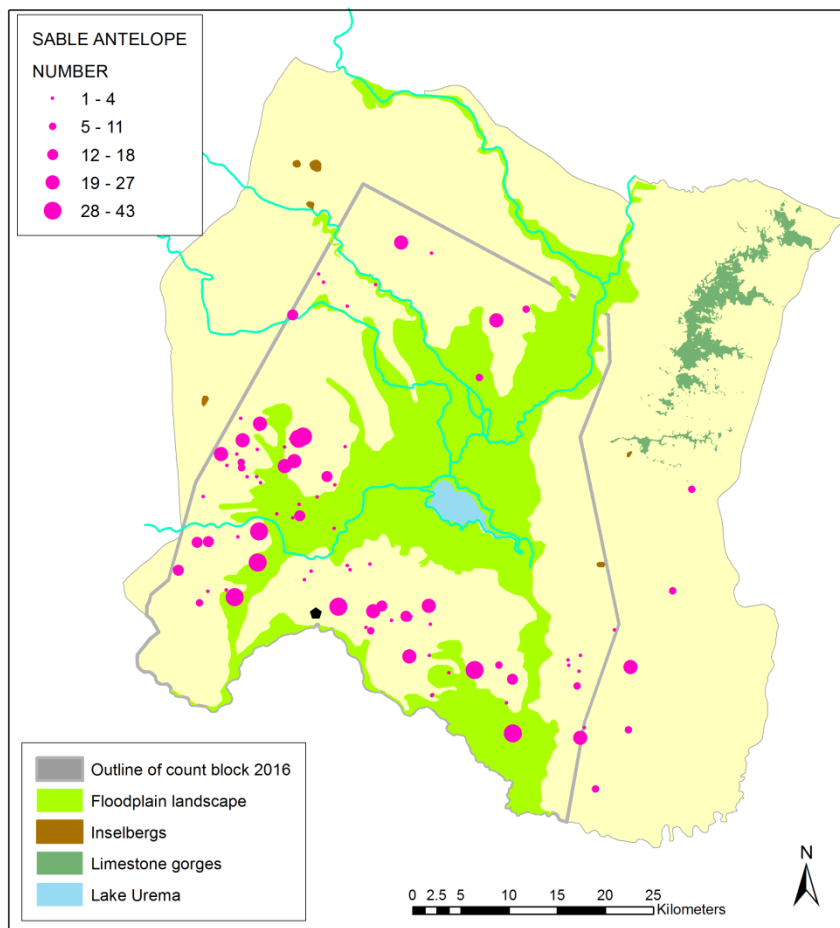 SABLE ANTELOPE
NUMBER
1 - 4
5 - 11
12 - 18
19 - 27
28 - 43
Outline of count block 2016
Floodplain landscape
Inselbergs
Limestone gorges
Lake Urema
N
0 2.5 5 10 15 20 25
Kilometers